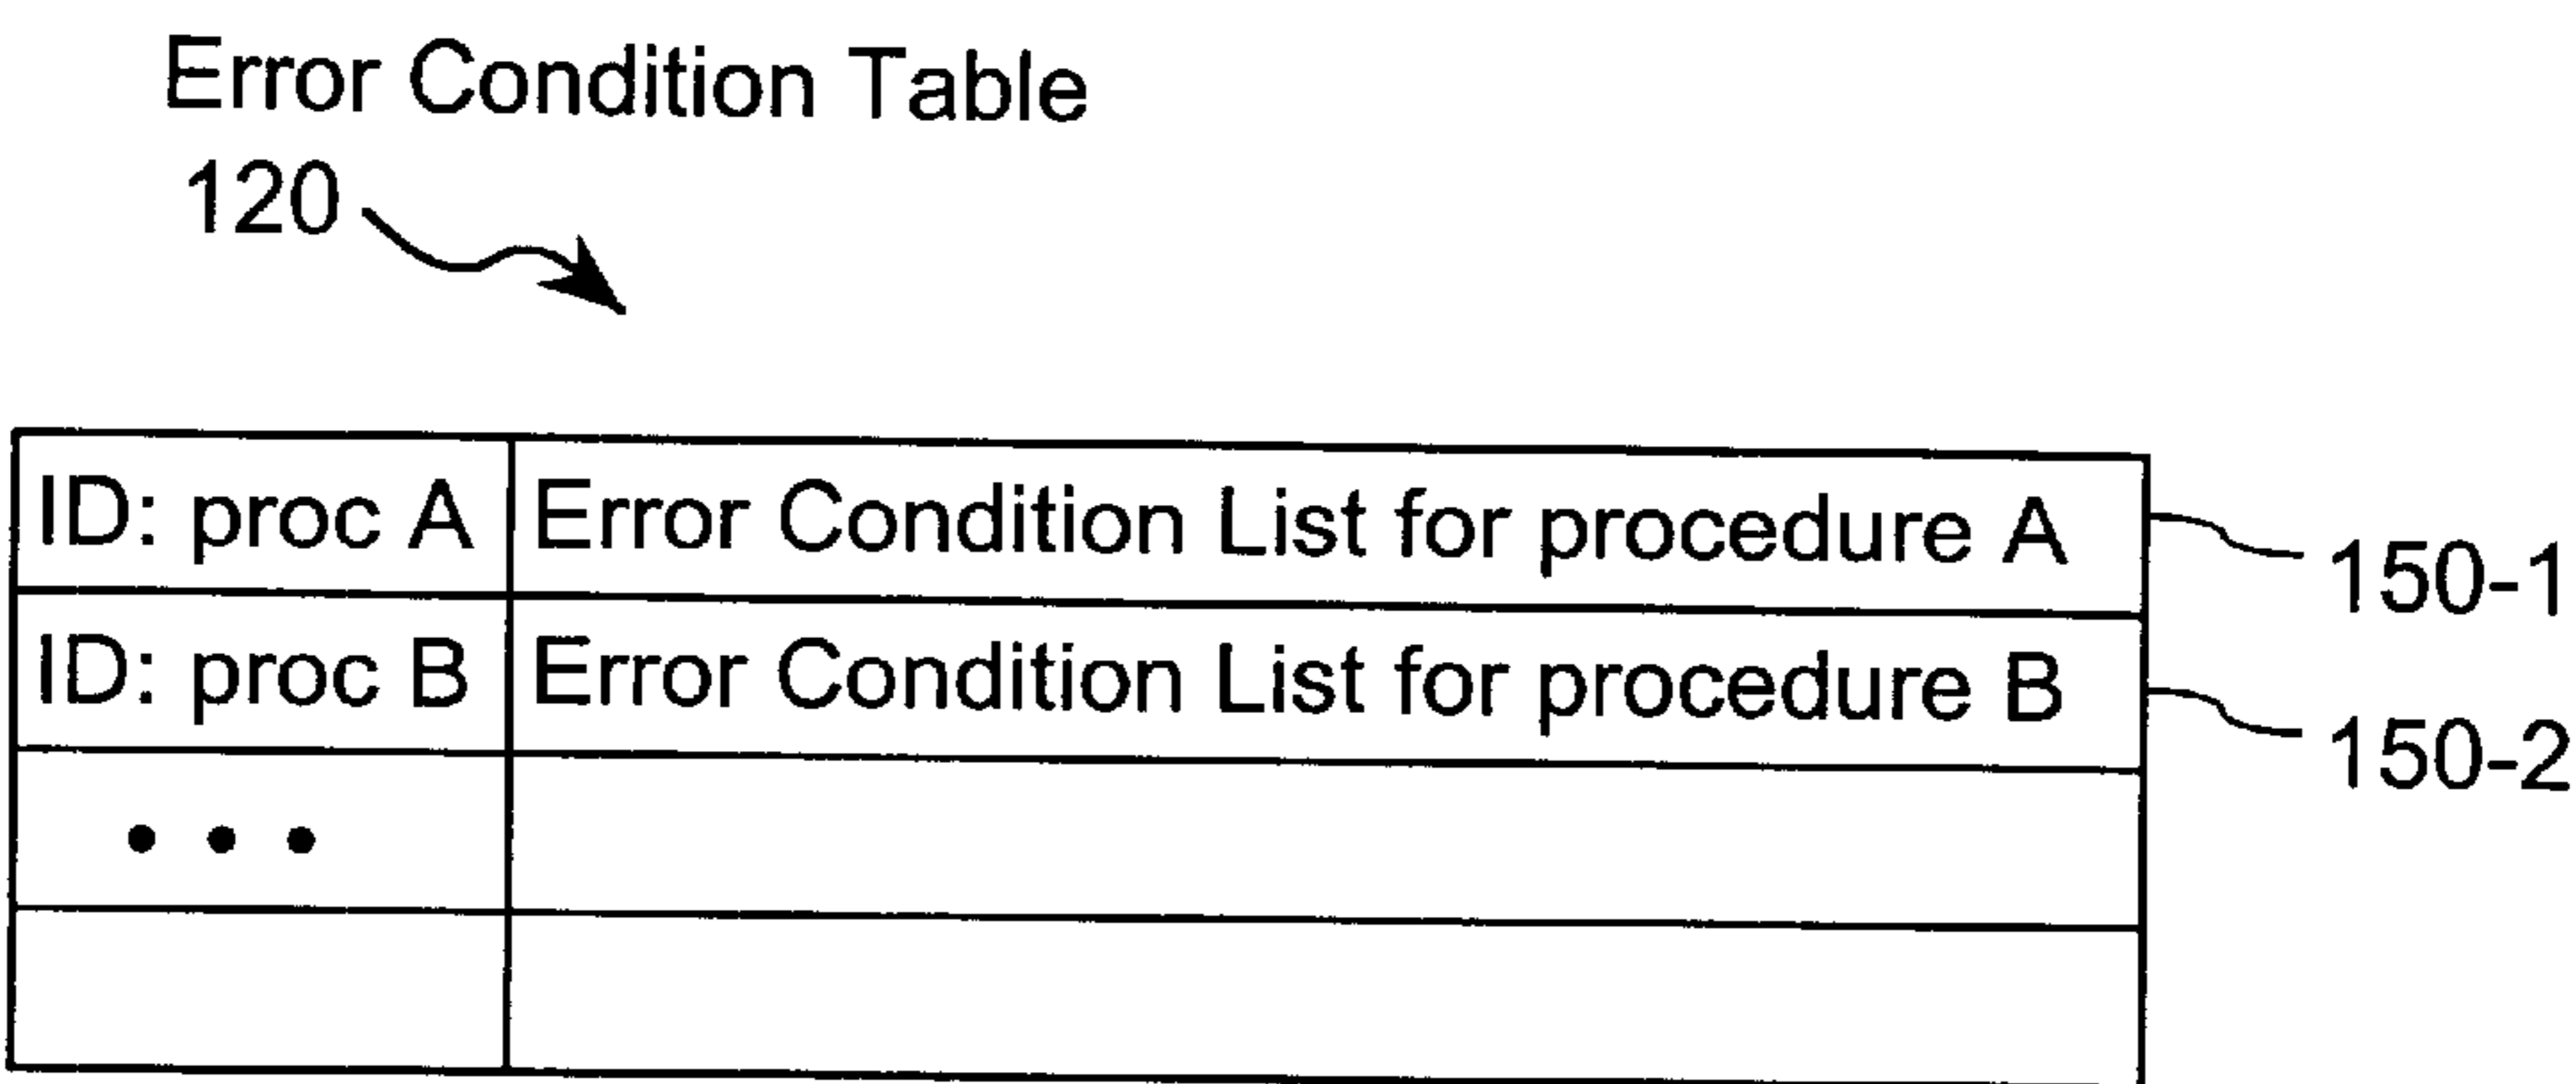 Error Condition Table
120
ID: proc A Error Condition List for procedure A
150-1
ID: proc B Error Condition List for procedure B
150-2
• • •